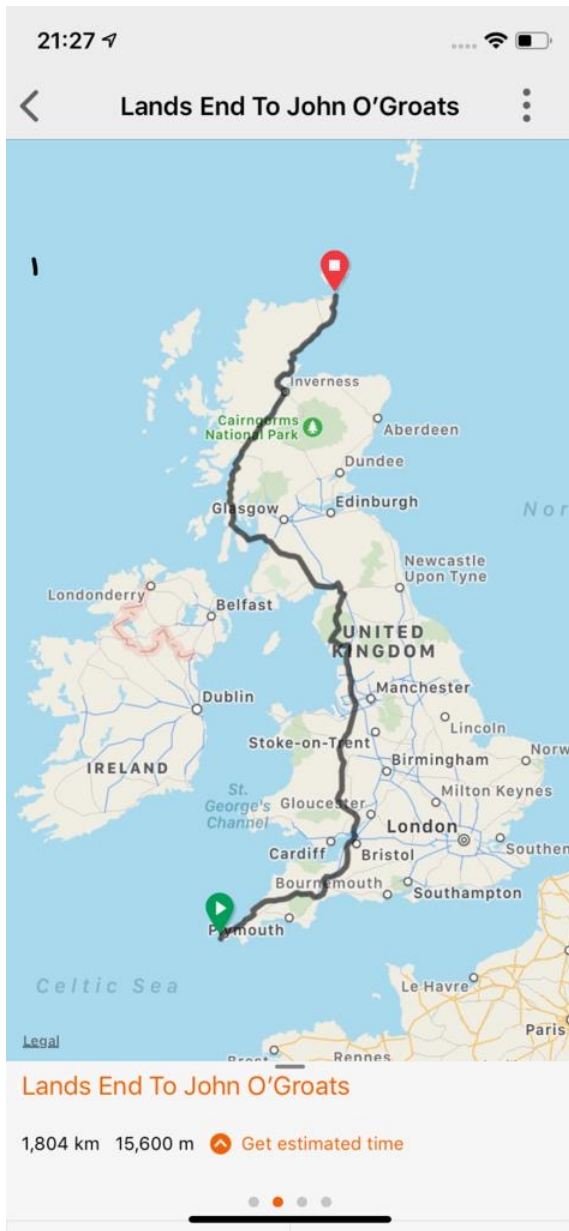 21:27
Lands End To John O'Groats
Inverness
Cairngorms
National Park
Aberdeen
Dundee
Glasgow
Edinburgh
Nor
Newcastle
Upon Tyne
Londonderry
Belfast
UNITED
KINGDOM
Dublin
Manchester
Lincoln
Stoke-on-Trent
IRELAND
Birmingham
Norw
St.
George's
Channel
Gloucester
Milton Keynes
London
Cardiff
Bristol
Southen
Bournemouth
Southampton
Plymouth
Celtic Sea
Le Havre
Paris
Legal
Brest
Rennes
Lands End To John O'Groats
1,804 km 15,600 m Get estimated time